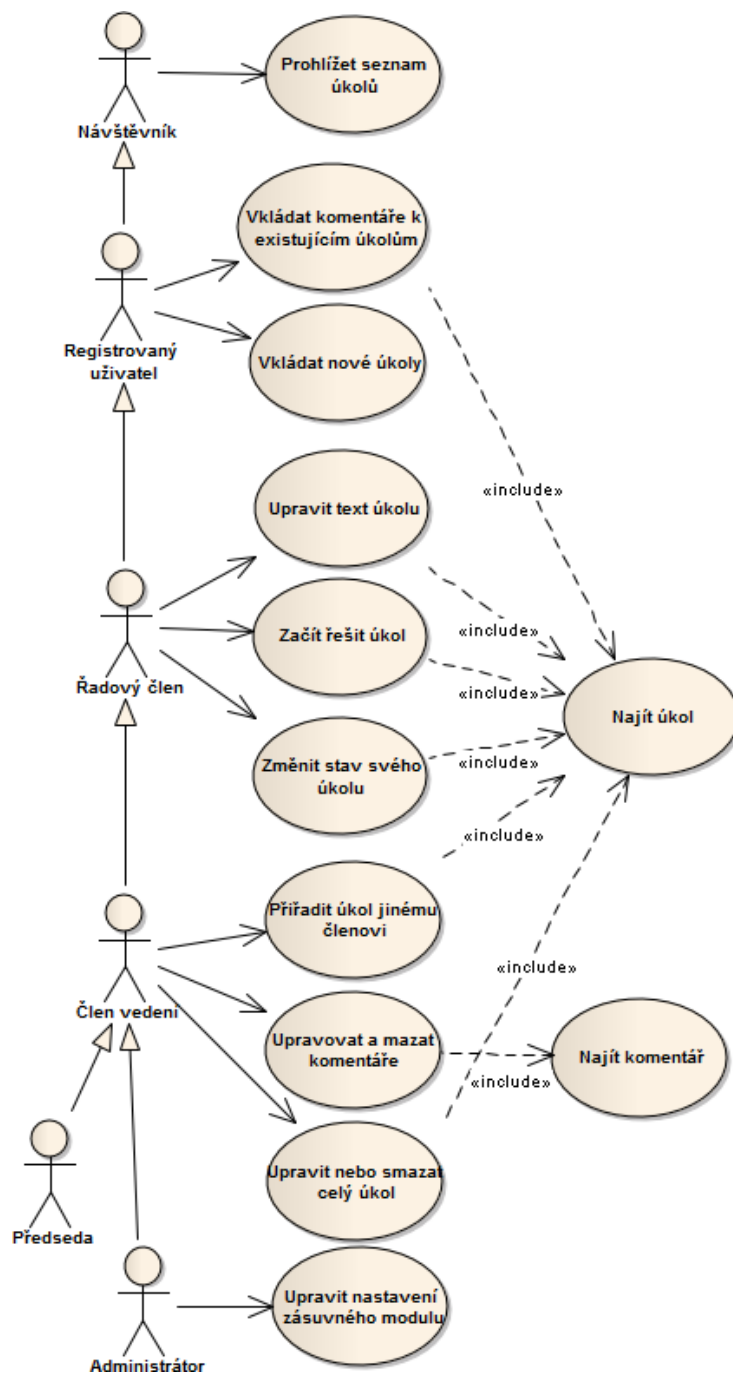 Prohlížet seznam
úkolů
Návštěvník
Vkládat komentáře k
existujícím úkolům
Registrovaný
uživatel
Vkládat nové úkoly
«include»
Upravit text úkolu
«include»
Začít řešit úkol
Řadový člen
«include»
Najít úkol
Změnit stav svého
úkolu
«include»
«include»
Přiřadit úkol jinému
členovi
«include»
Člen vedení
Upravovat a mazat
komentáře
Najít komentář
«include»
Upravit nebo smazat
celý úkol
Předseda
Upravit nastavení
zásuvného modulu
Administrátor